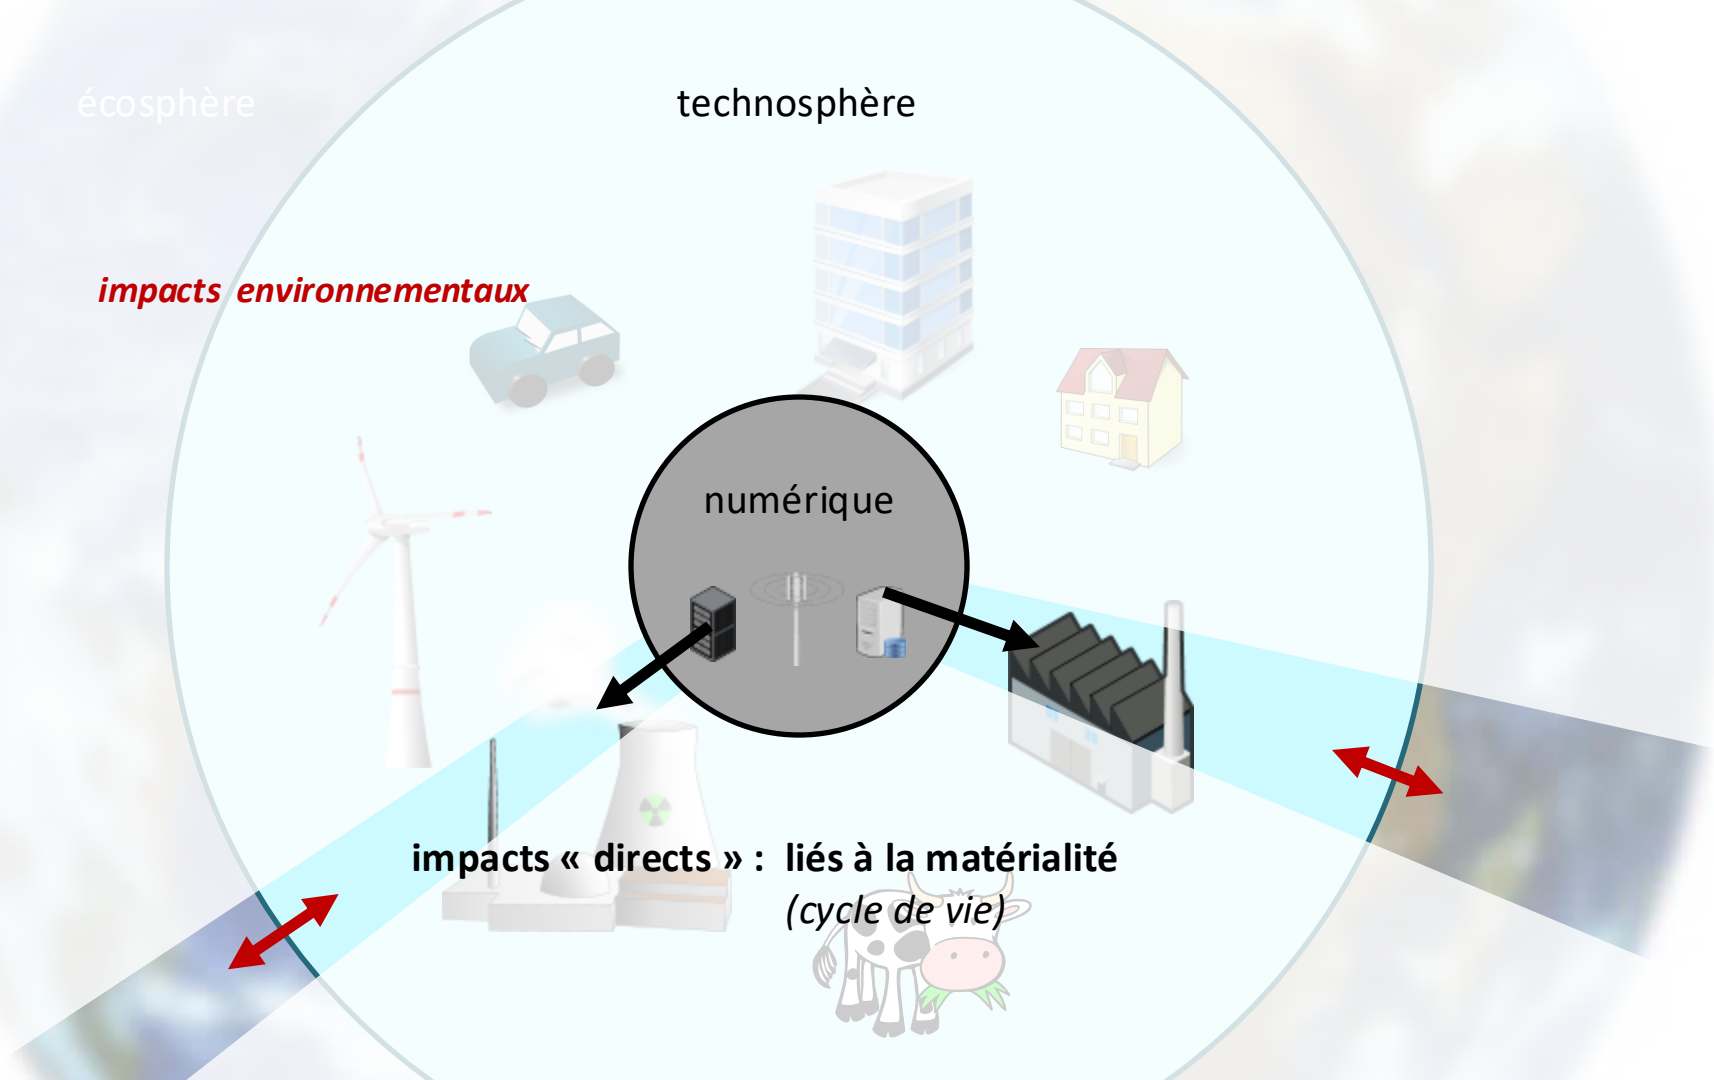 écosphère
technosphère
impacts environnementaux
numérique
impacts « directs » : liés à la matérialité
(cycle de vie)